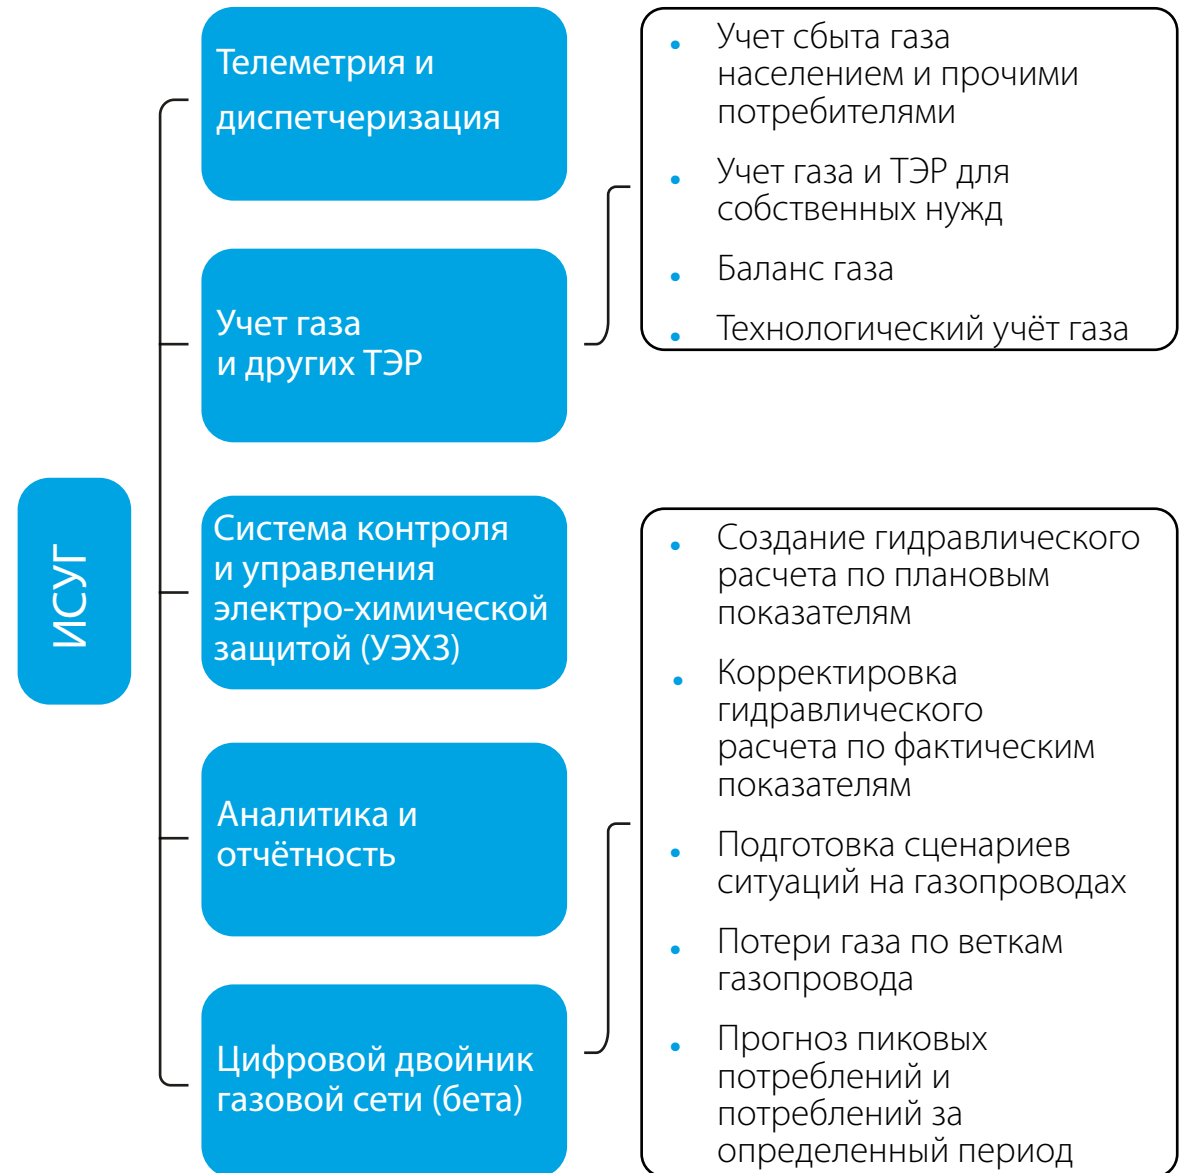 ИСУГ
Телеметрия и
диспетчеризация
Учет газа
и других ТЭР
Система контроля
и управления
электро-химической
защитой (УЭХЗ)
Аналитика и
отчётность
Цифровой двойник
газовой сети (бета)
• Учет сбыта газа
населением и прочими
потребителями
• Учет газа и ТЭР для
собственных нужд
• Баланс газа
• Технологический учёт газа
• Создание гидравлического
расчета по плановым
показателям
• Корректировка
гидравлического
расчета по фактическим
показателям
• Подготовка сценариев
ситуаций на газопроводах
• Потери газа по веткам
газопровода
• Прогноз пиковых
потреблений и
потреблений за
определенный период